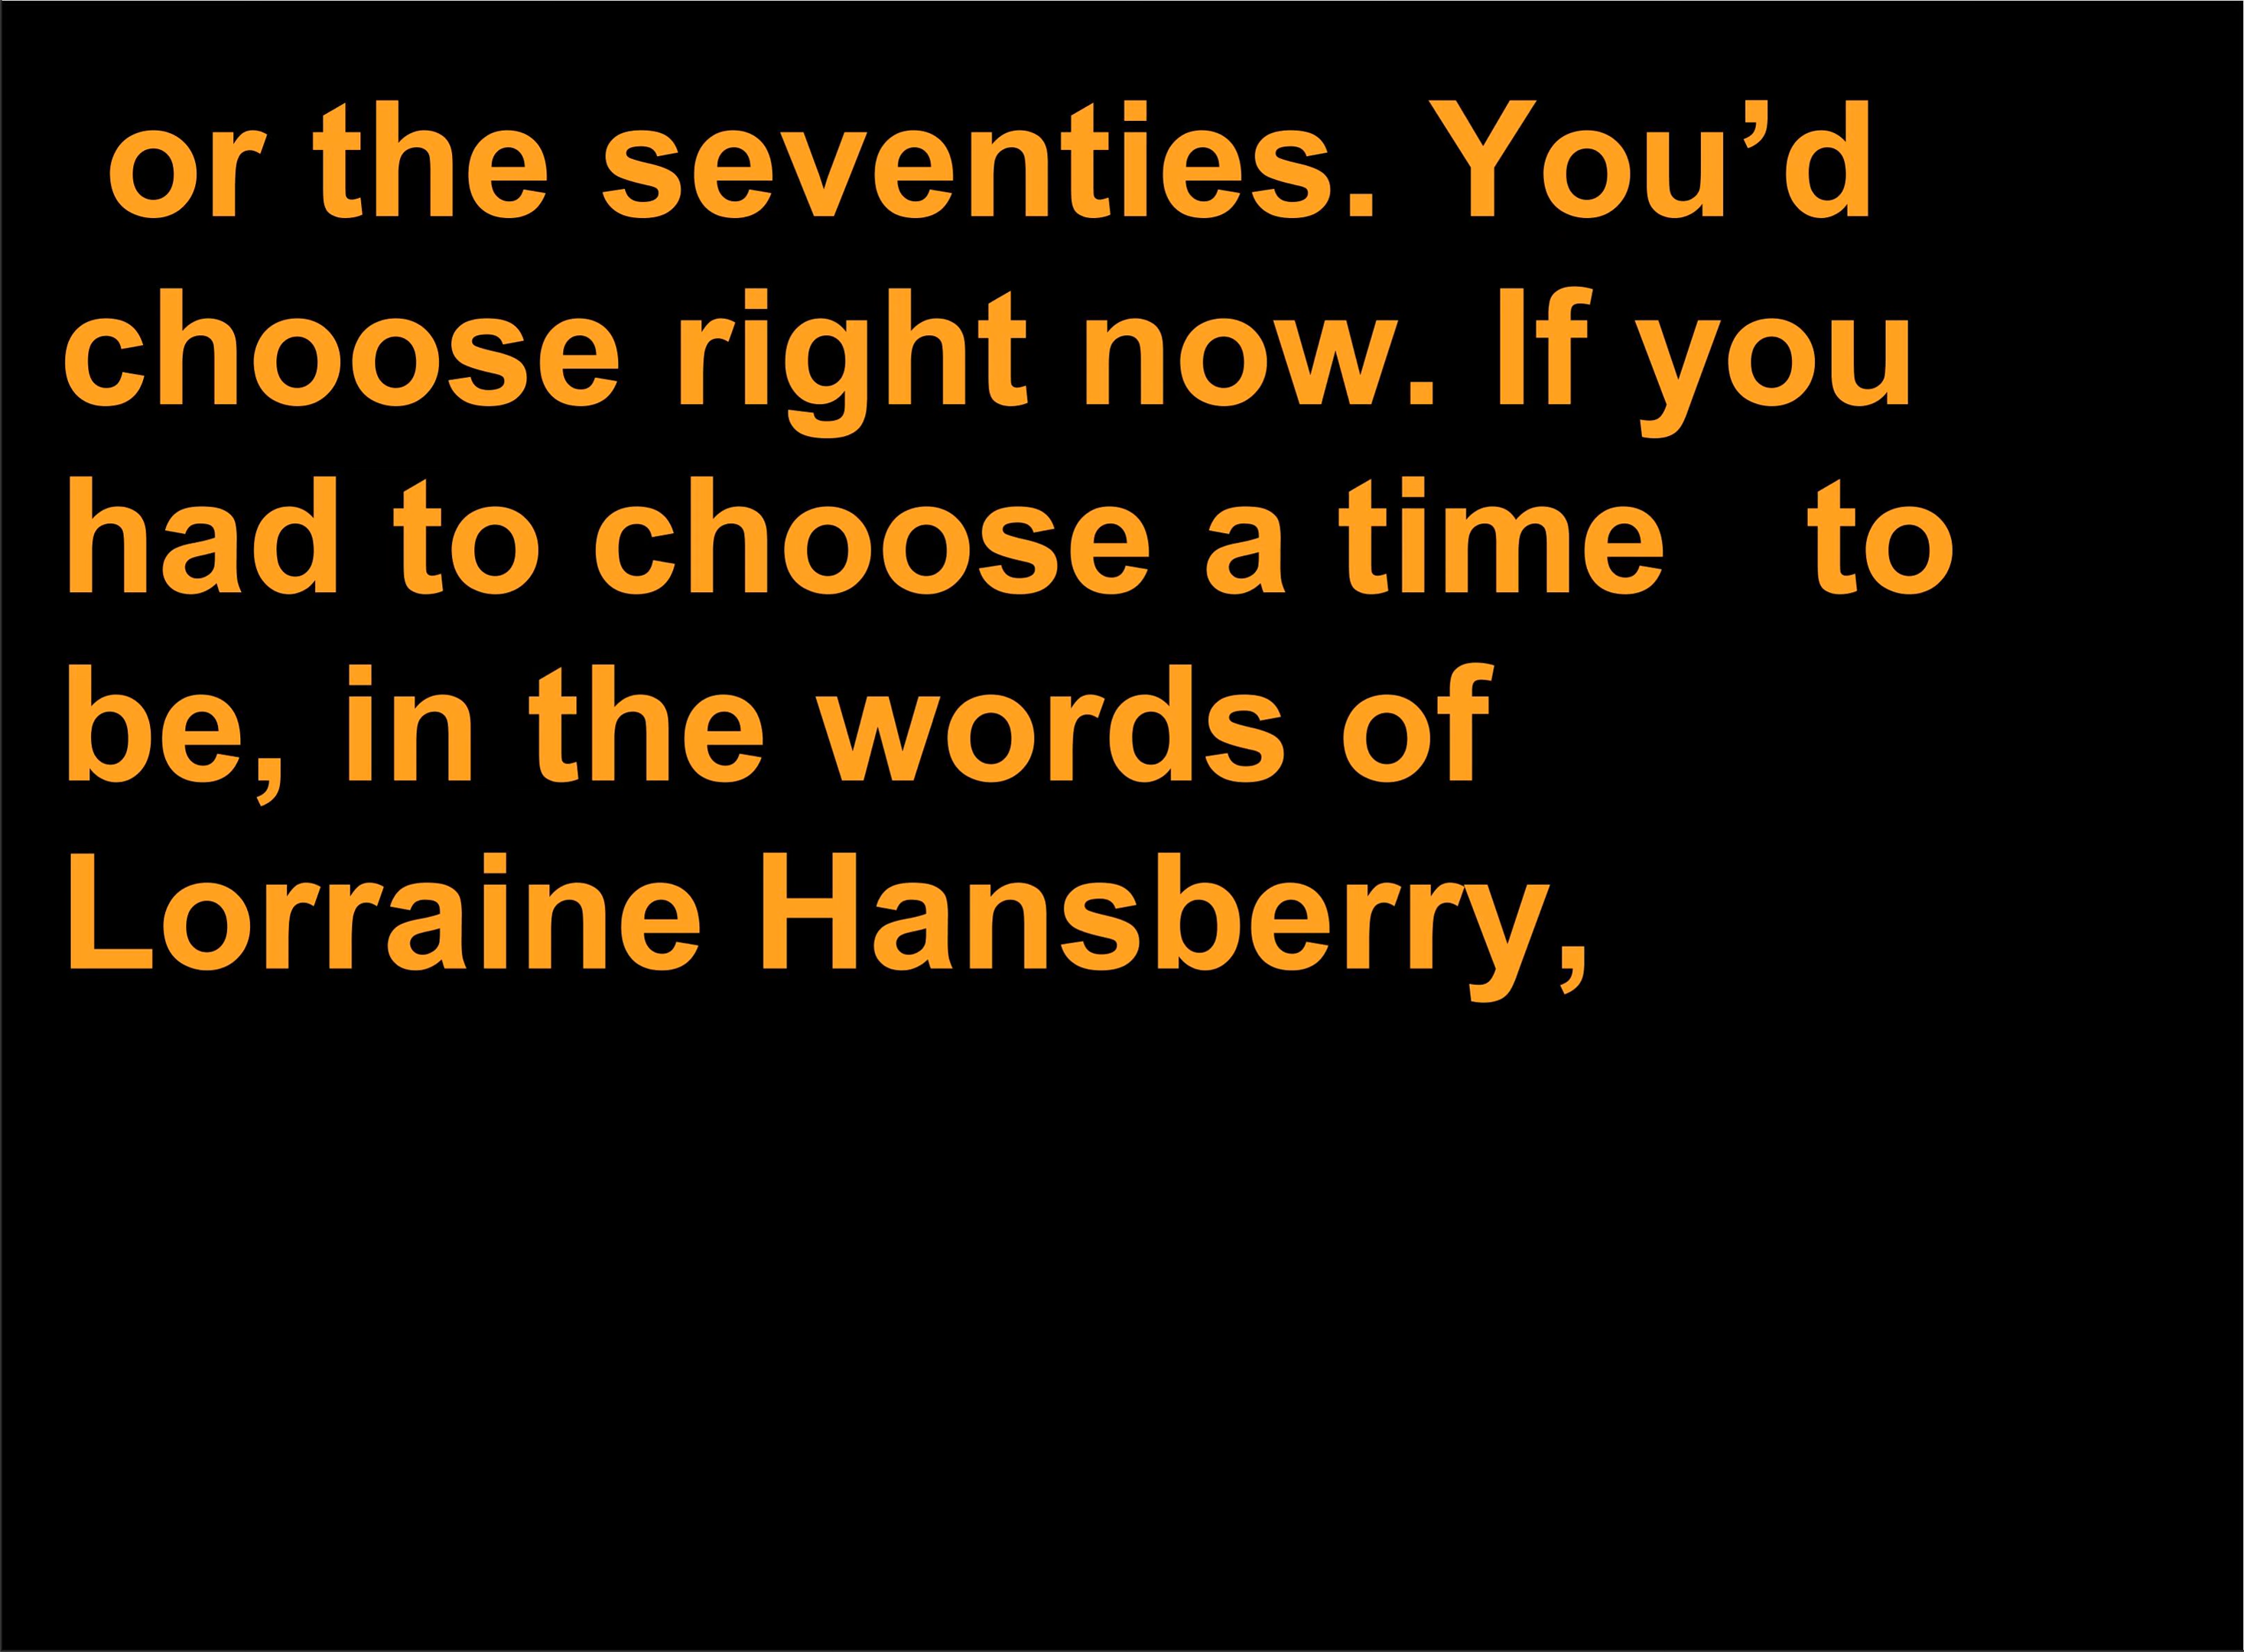 or the seventies. You’d
choose right now. If you
had to choose a time to
be, in the words of
Lorraine Hansberry,